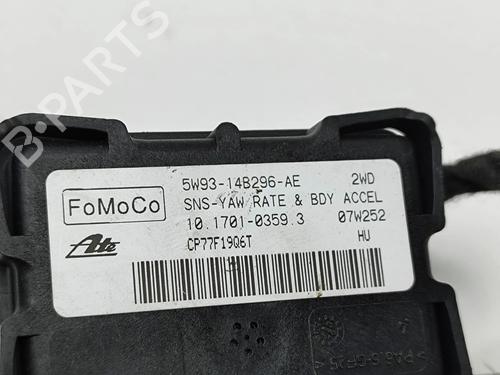 5W93-14B296-AE 2WD
FoMoCo
SNS-YAW RATE & BDY ACCEL
10.1701-0359.3 07W252
Ate
CP77F19Q6T HU
B-PARTS